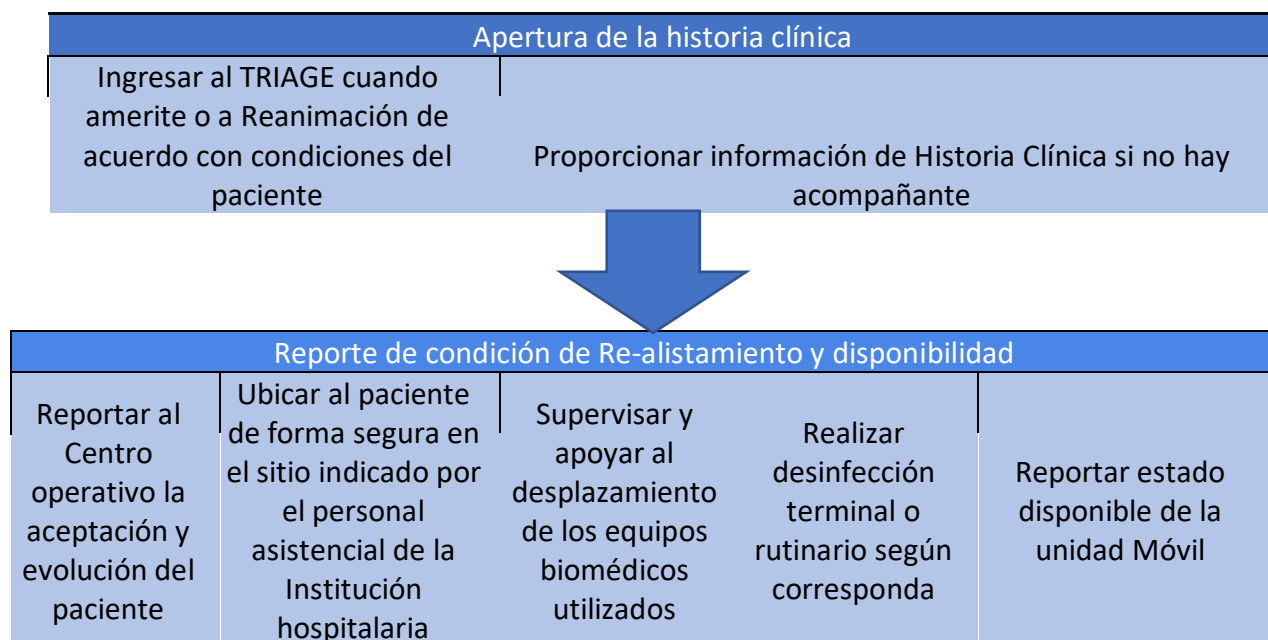 Apertura de la historia clínica
Ingresar al TRIAGE cuando
amerite o a Reanimación de
acuerdo con condiciones del
paciente
Proporcionar información de Historia Clínica si no hay
acompañante
Reporte de condición de Re-alistamiento y disponibilidad
Reportar al
Centro
operativo la
aceptación y
evolución del
paciente
Ubicar al paciente
de forma segura en
el sitio indicado por
el personal
asistencial de la
Institución
hospitalaria
Supervisar y
apoyar al
desplazamiento
de los equipos
biomédicos
utilizados
Realizar
desinfección
terminal o
rutinario según
corresponda
Reportar estado
disponible de la
unidad Móvil